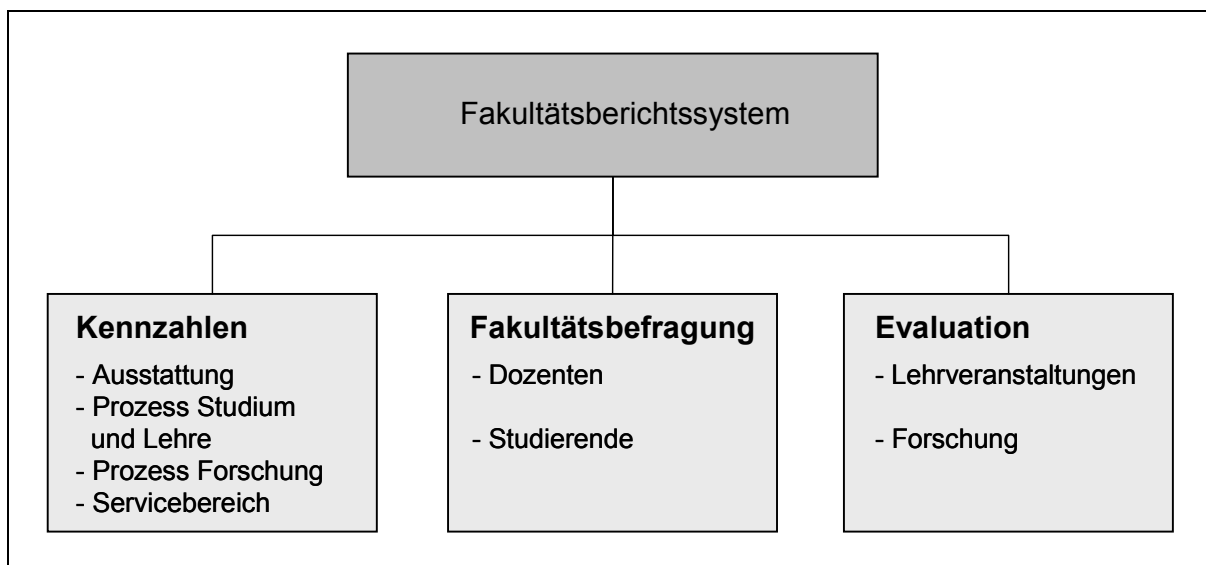 Fakultätsberichtssystem
Kennzahlen
- Ausstattung
- Prozess Studium
und Lehre
- Prozess Forschung
- Servicebereich
Fakultätsbefragung
- Dozenten
- Studierende
Evaluation
- Lehrveranstaltungen
- Forschung